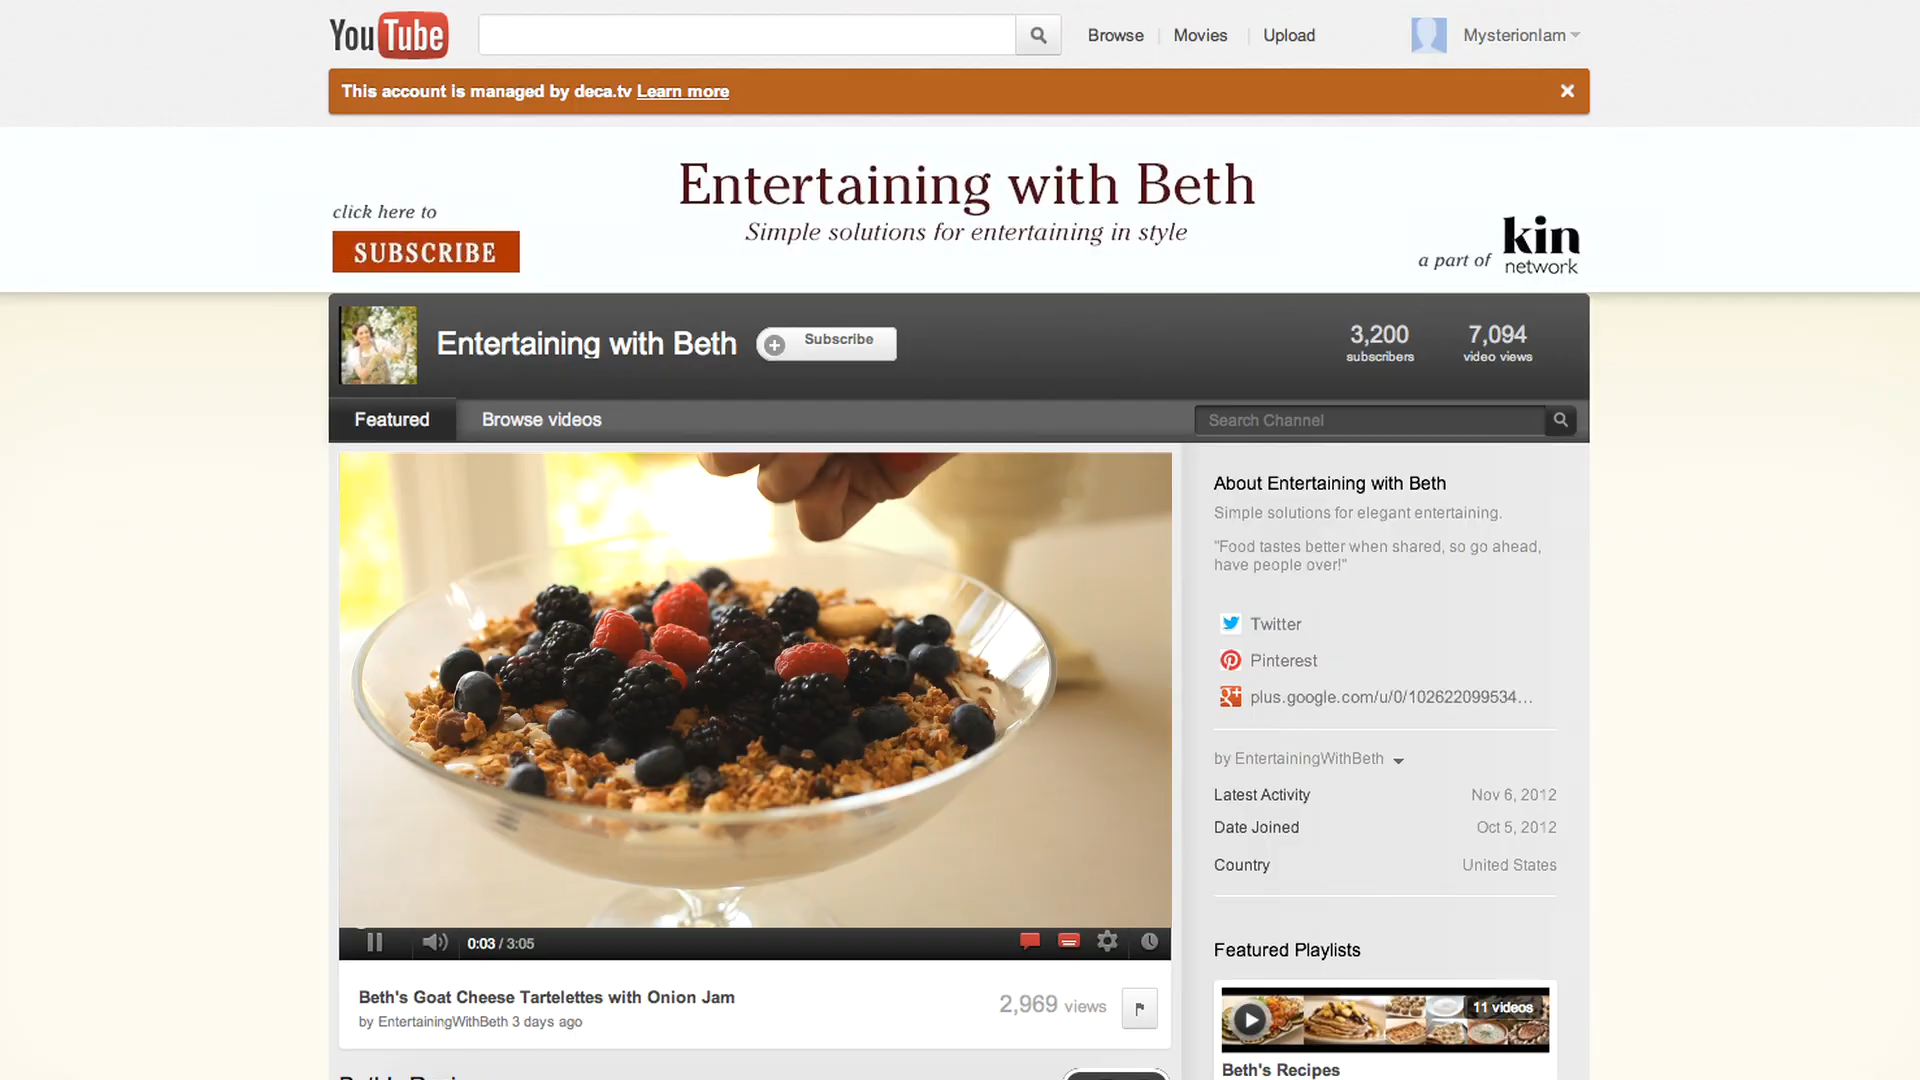 YouTube
Browse
Movies
Upload
MysterionIam
This account is managed by deca.tv Learn more
Entertaining with Beth
Simple solutions for entertaining in style
click here to
SUBSCRIBE
a part of
kin
network
Entertaining with Beth
Subscribe
3,200
subscribers
7,094
video views
Featured
Browse videos
Search Channel
0:03 / 3:05
Beth's Goat Cheese Tartelettes with Onion Jam
by EntertainingWithBeth 3 days ago
2,969 views
About Entertaining with Beth
Simple solutions for elegant entertaining.
"Food tastes better when shared, so go ahead,
have people over!"
Twitter
Pinterest
plus.google.com/u/0/102622099534...
by EntertainingWithBeth
Latest Activity Nov 6, 2012
Date Joined Oct 5, 2012
Country United States
Featured Playlists
11 videos
Beth's Recipes